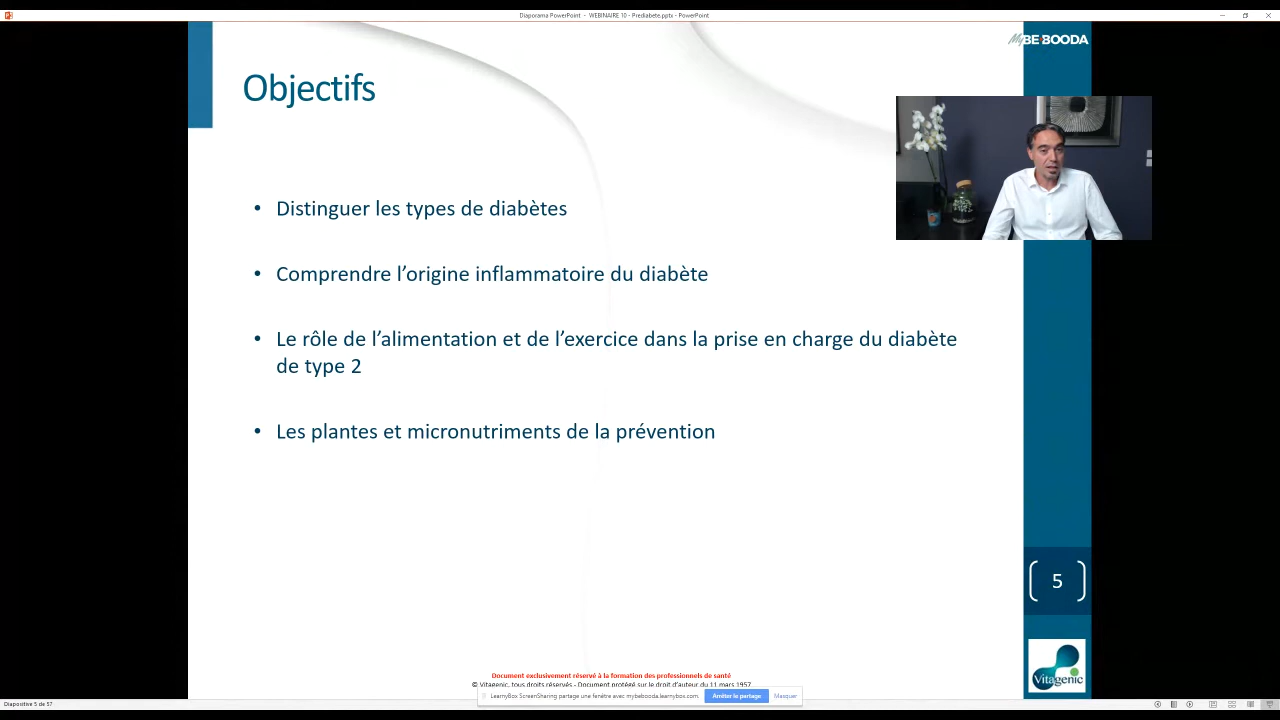 Diaporama PowerPoint - WEBINAIRE 10 - Prediabete.pptx - PowerPoint
MyBE-BOODA
Objectifs
• Distinguer les types de diabètes
• Comprendre l’origine inflammatoire du diabète
• Le rôle de l’alimentation et de l’exercice dans la prise en charge du diabète
de type 2
• Les plantes et micronutriments de la prévention
5
Vitagenic
Document exclusivement réservé à la formation des professionnels de santé
© Vitagenic, tous droits réservés - Document protégé sur le droit d’auteur du 11 mars 1957
LearnyBox ScreenSharing partage une fenêtre avec mybebooda.learnybox.com.
Arrêter le partage
Masquer
Diapositive 5 de 57